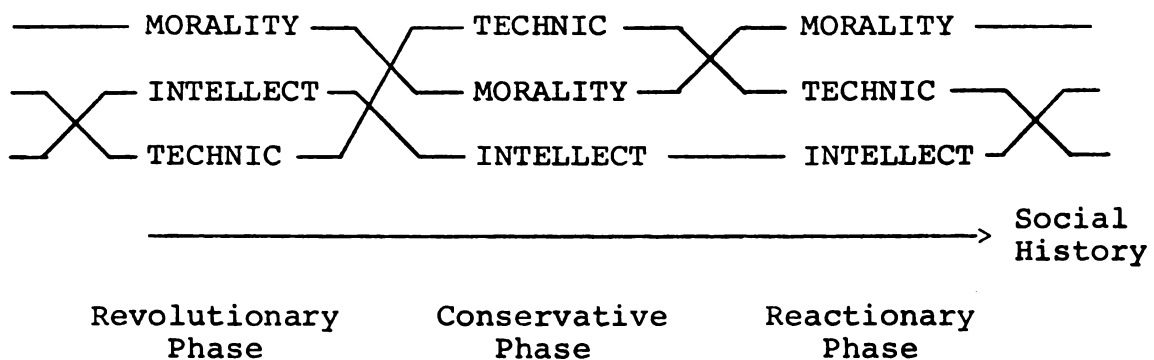 MORALITY TECHNIC MORALITY
INTELLECT MORALITY TECHNIC
TECHNIC INTELLECT INTELLECT
Social
History
Revolutionary Conservative Reactionary
Phase Phase Phase